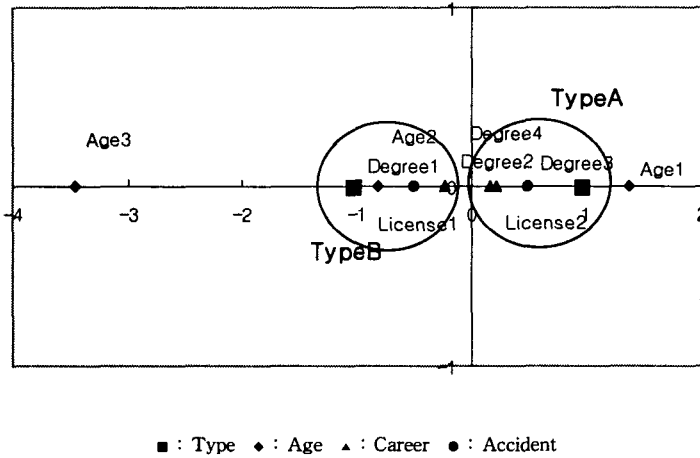 1
TypeA
Age3
Age2
Degree4
Degree1
Degree2
Degree3
Age1
-4
-3
-2
-1
0
0
1
2
License1
License2
TypeB
1
■ : Type ◆ : Age ▲ : Career ● : Accident